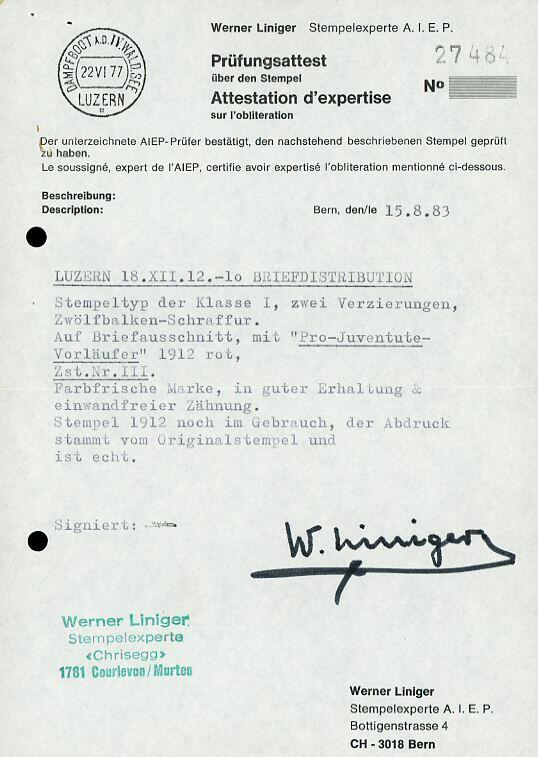 Werner Liniger Stempelexperte A. I. E. P.
DAMPFBOOT A.D. IV. WALD. SEE
22 VI 77
LUZERN
Prüfungsattest
über den Stempel
Attestation d'expertise
sur l'obliteration
27484
No
Der unterzeichnete AIEP-Prüfer bestätigt, den nachstehend beschriebenen Stempel geprüft
zu haben.
Le soussigné, expert de l'AIEP, certifie avoir expertisé l'obliteration mentionné ci-dessous.
Beschreibung:
Description:
Bern, den/le 15.8.83
LUZERN 18.XII.12.-1o BRIEFDISTRIBUTION
Stempeltyp der Klasse I, zwei Verzierungen,
Zwölfbalken-Schraffur.
Auf Briefausschnitt, mit "Pro-Juventute-
Vorläufer" 1912 rot,
Zst.Nr.III.
Farbfrische Marke, in guter Erhaltung &
einwandfreier Zähnung.
Stempel 1912 noch im Gebrauch, der Abdruck
stammt vom Originalstempel und
ist echt.
Signiert:
W. Liniger
Werner Liniger
Stempelexperte
«Chrisegg»
1781 Courlevon/Murten
Werner Liniger
Stempelexperte A. I. E. P.
Bottigenstrasse 4
CH - 3018 Bern